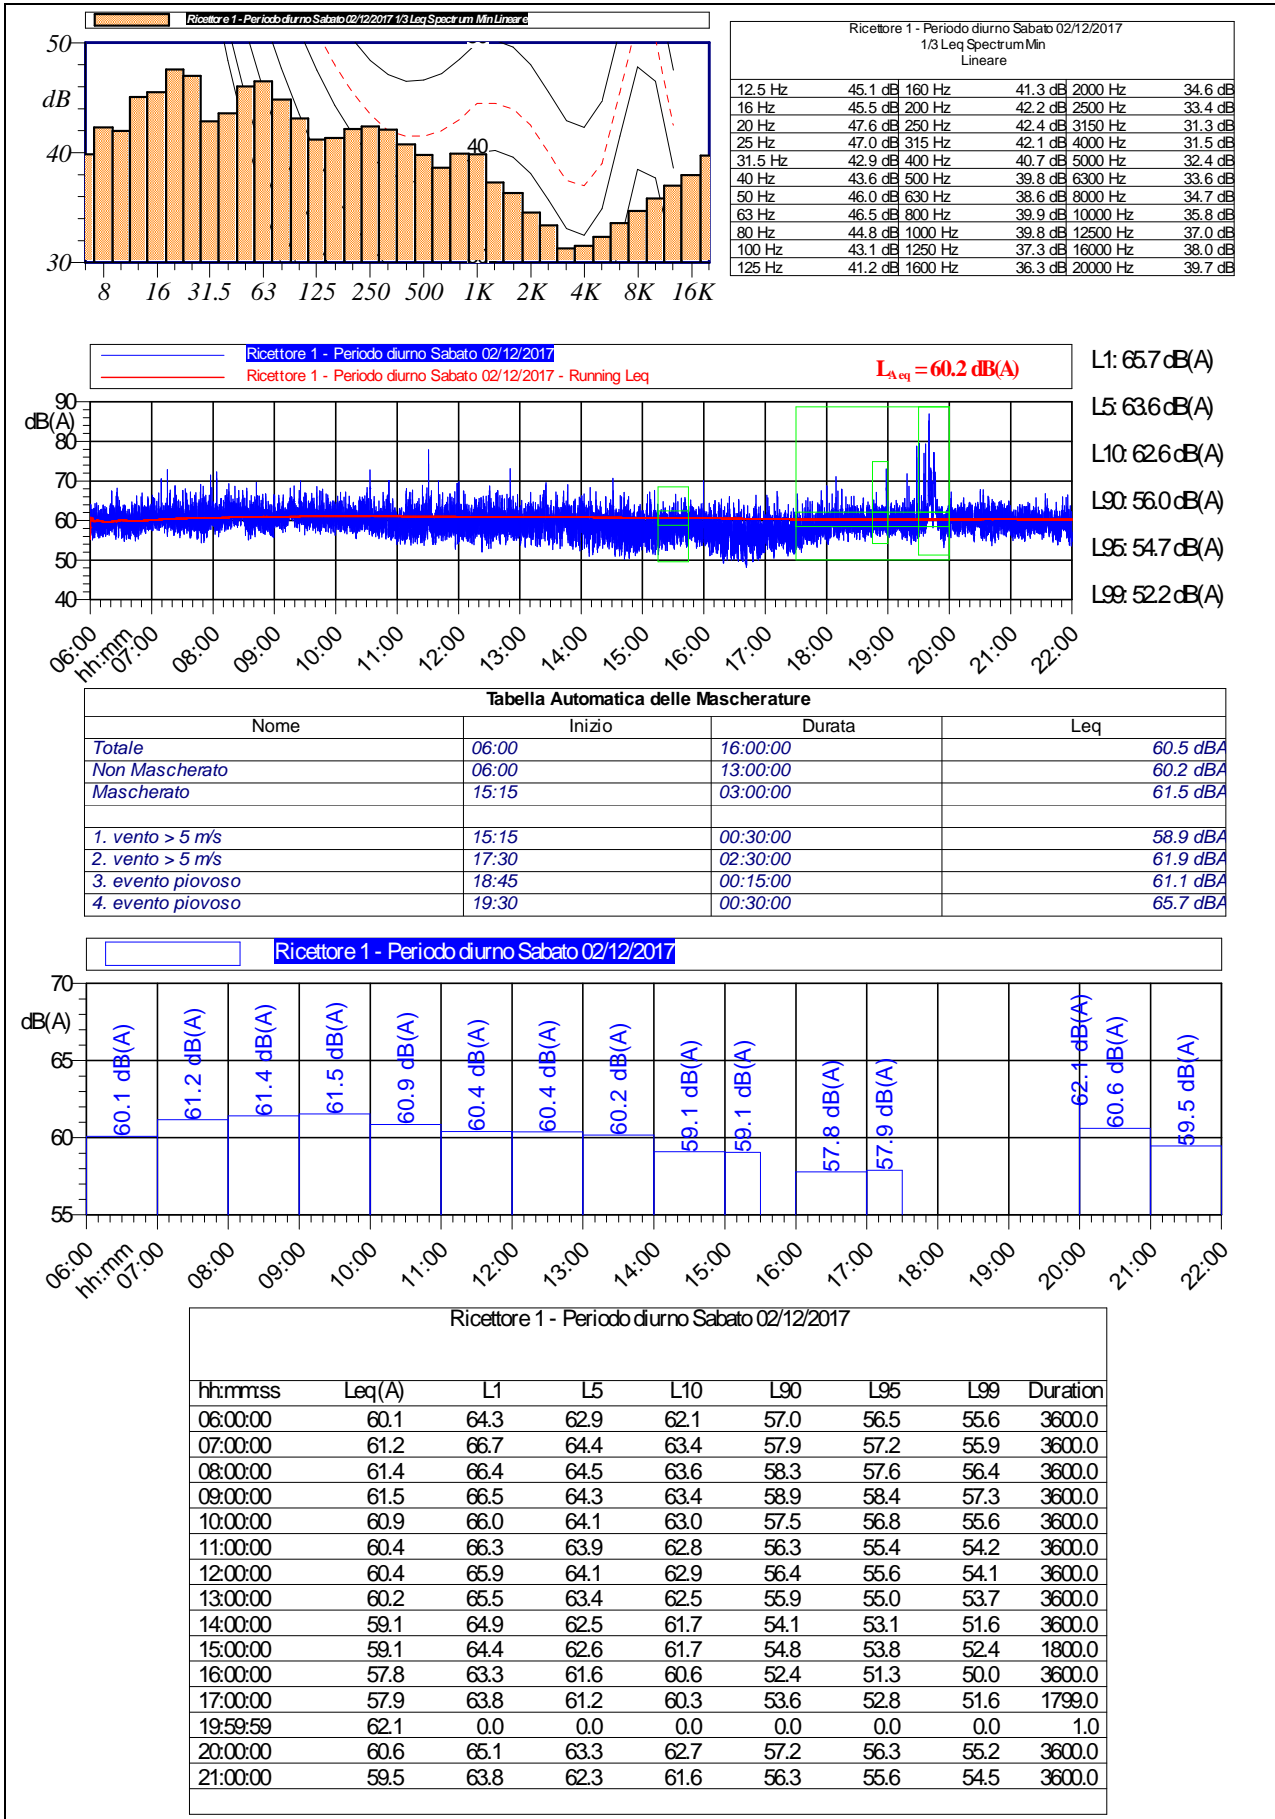 Ricettore 1 - Periodo diurno Sabato 02/12/2017 1/3 Leq Spectrum Min Lineare
50
dB
40
30
40
8 16 31.5 63 125 250 500 1K 2K 4K 8K 16K
Ricettore 1 - Periodo diurno Sabato 02/12/2017
1/3 Leq Spectrum Min
Lineare
12.5 Hz 45.1 dB 160 Hz 41.3 dB 2000 Hz 34.6 dB
16 Hz 45.5 dB 200 Hz 42.2 dB 2500 Hz 33.4 dB
20 Hz 47.6 dB 250 Hz 42.4 dB 3150 Hz 31.3 dB
25 Hz 47.0 dB 315 Hz 42.1 dB 4000 Hz 31.5 dB
31.5 Hz 42.9 dB 400 Hz 40.7 dB 5000 Hz 32.4 dB
40 Hz 43.6 dB 500 Hz 39.8 dB 6300 Hz 33.6 dB
50 Hz 46.0 dB 630 Hz 38.6 dB 8000 Hz 34.7 dB
63 Hz 46.5 dB 800 Hz 39.9 dB 10000 Hz 35.8 dB
80 Hz 44.8 dB 1000 Hz 39.8 dB 12500 Hz 37.0 dB
100 Hz 43.1 dB 1250 Hz 37.3 dB 16000 Hz 38.0 dB
125 Hz 41.2 dB 1600 Hz 36.3 dB 20000 Hz 39.7 dB
Ricettore 1 - Periodo diurno Sabato 02/12/2017
Ricettore 1 - Periodo diurno Sabato 02/12/2017 - Running Leq
LAeq = 60.2 dB(A)
L1: 65.7 dB(A)
L5: 63.6 dB(A)
L10: 62.6 dB(A)
L90: 56.0 dB(A)
L95: 54.7 dB(A)
L99: 52.2 dB(A)
90
dB(A)
80
70
60
50
40
06:00 hh:mm 07:00 08:00 09:00 10:00 11:00 12:00 13:00 14:00 15:00 16:00 17:00 18:00 19:00 20:00 21:00 22:00
Tabella Automatica delle Mascherature
Nome Inizio Durata Leq
Totale 06:00 16:00:00 60.5 dBA
Non Mascherato 06:00 13:00:00 60.2 dBA
Mascherato 15:15 03:00:00 61.5 dBA
1. vento > 5 m/s 15:15 00:30:00 58.9 dBA
2. vento > 5 m/s 17:30 02:30:00 61.9 dBA
3. evento piovoso 18:45 00:15:00 61.1 dBA
4. evento piovoso 19:30 00:30:00 65.7 dBA
Ricettore 1 - Periodo diurno Sabato 02/12/2017
70
dB(A)
65
60
55
60.1 dB(A) 61.2 dB(A) 61.4 dB(A) 61.5 dB(A) 60.9 dB(A) 60.4 dB(A) 60.4 dB(A) 60.2 dB(A) 59.1 dB(A) 59.1 dB(A) 57.8 dB(A) 57.9 dB(A) 62.1 dB(A) 60.6 dB(A) 59.5 dB(A)
06:00 hh:mm 07:00 08:00 09:00 10:00 11:00 12:00 13:00 14:00 15:00 16:00 17:00 18:00 19:00 20:00 21:00 22:00
Ricettore 1 - Periodo diurno Sabato 02/12/2017
hh:mm:ss Leq(A) L1 L5 L10 L90 L95 L99 Duration
06:00:00 60.1 64.3 62.9 62.1 57.0 56.5 55.6 3600.0
07:00:00 61.2 66.7 64.4 63.4 57.9 57.2 55.9 3600.0
08:00:00 61.4 66.4 64.5 63.6 58.3 57.6 56.4 3600.0
09:00:00 61.5 66.5 64.3 63.4 58.9 58.4 57.3 3600.0
10:00:00 60.9 66.0 64.1 63.0 57.5 56.8 55.6 3600.0
11:00:00 60.4 66.3 63.9 62.8 56.3 55.4 54.2 3600.0
12:00:00 60.4 65.9 64.1 62.9 56.4 55.6 54.1 3600.0
13:00:00 60.2 65.5 63.4 62.5 55.9 55.0 53.7 3600.0
14:00:00 59.1 64.9 62.5 61.7 54.1 53.1 51.6 3600.0
15:00:00 59.1 64.4 62.6 61.7 54.8 53.8 52.4 1800.0
16:00:00 57.8 63.3 61.6 60.6 52.4 51.3 50.0 3600.0
17:00:00 57.9 63.8 61.2 60.3 53.6 52.8 51.6 1799.0
19:59:59 62.1 0.0 0.0 0.0 0.0 0.0 0.0 1.0
20:00:00 60.6 65.1 63.3 62.7 57.2 56.3 55.2 3600.0
21:00:00 59.5 63.8 62.3 61.6 56.3 55.6 54.5 3600.0